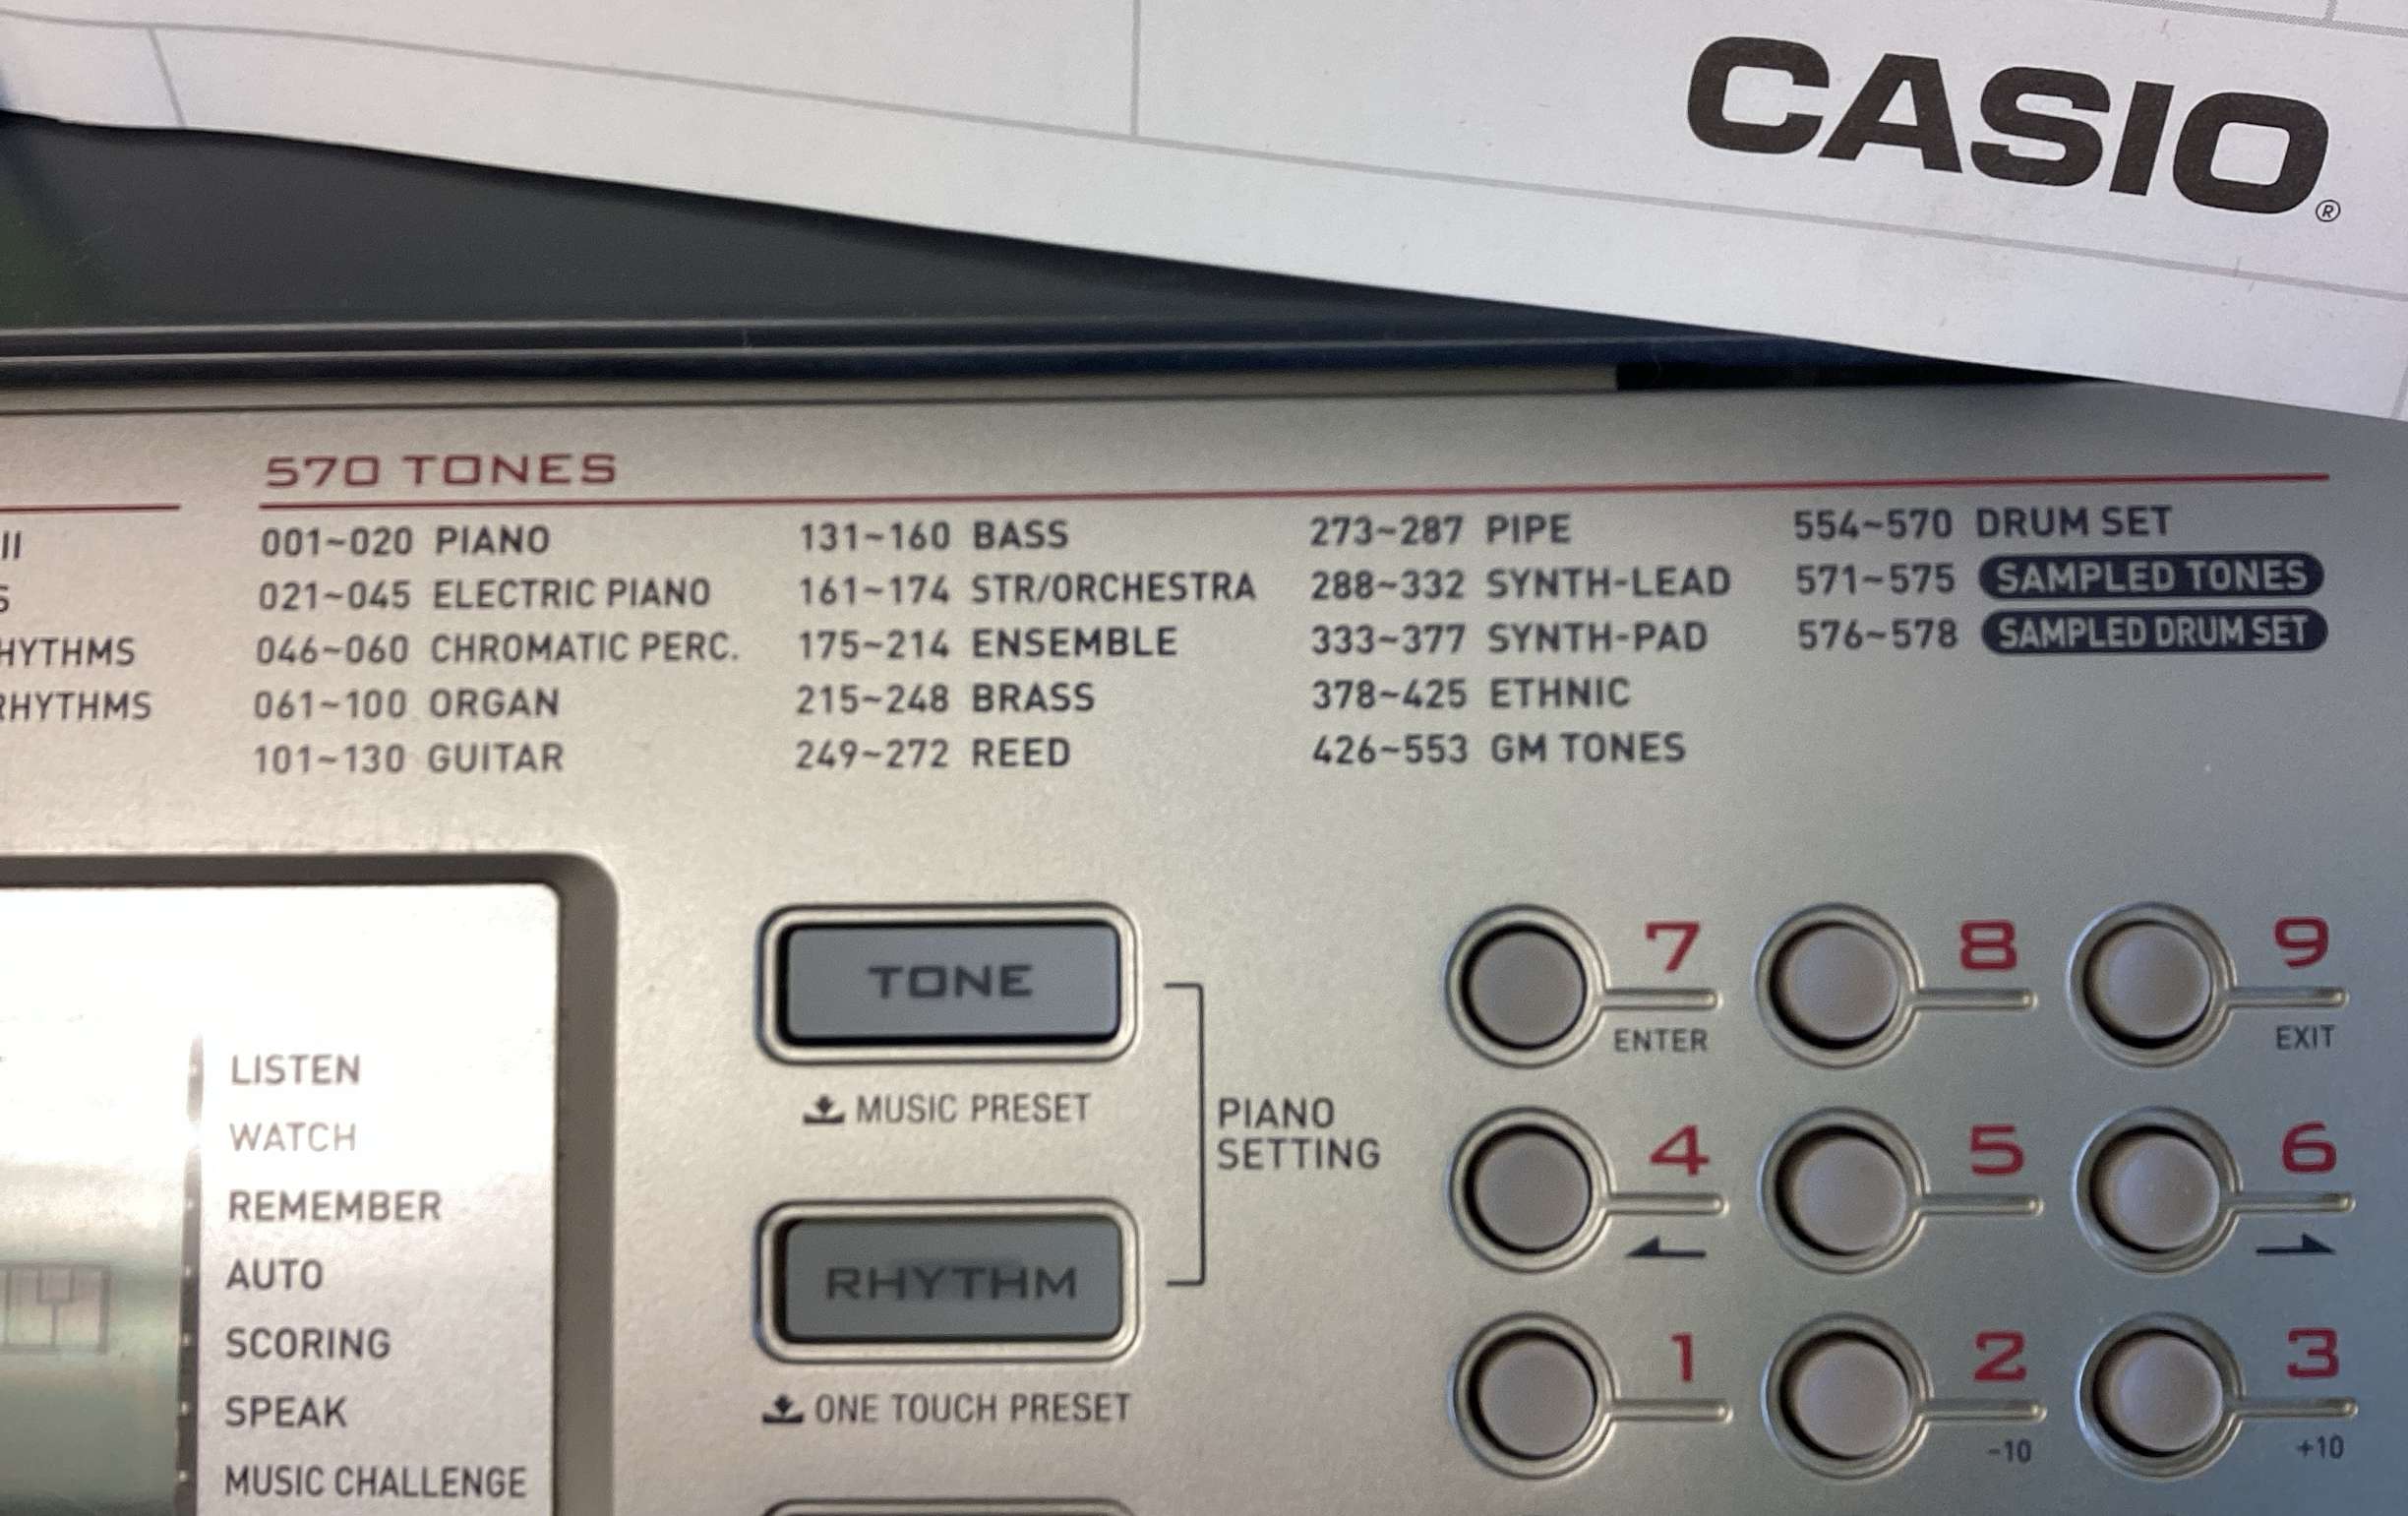 CASIO®
570 TONES
II
S
HYTHMS
RHYTHMS
001~020 PIANO
021~045 ELECTRIC PIANO
046~060 CHROMATIC PERC.
061~100 ORGAN
101~130 GUITAR
131~160 BASS
161~174 STR/ORCHESTRA
175~214 ENSEMBLE
215~248 BRASS
249~272 REED
273~287 PIPE
288~332 SYNTH-LEAD
333~377 SYNTH-PAD
378~425 ETHNIC
426~553 GM TONES
554~570 DRUM SET
571~575 SAMPLED TONES
576~578 SAMPLED DRUM SET
LISTEN
WATCH
REMEMBER
AUTO
SCORING
SPEAK
MUSIC CHALLENGE
TONE
MUSIC PRESET
PIANO
SETTING
RHYTHM
ONE TOUCH PRESET
7 8 9
ENTER EXIT
4 5 6
1 2 3
-10 +10